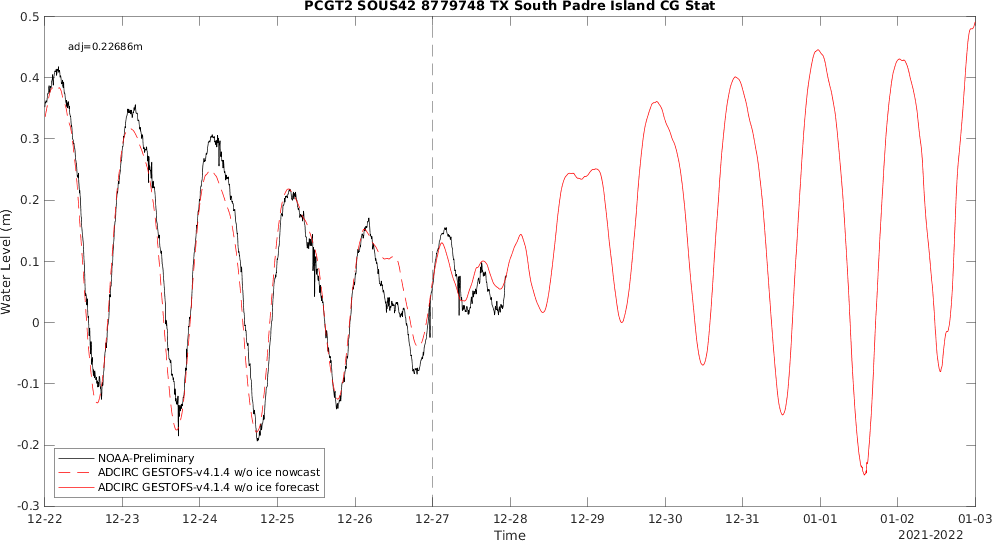 PCGT2 SOUS42 8779748 TX South Padre Island CG Stat
adj=0.22686m
0.5
0.4
0.3
0.2
0.1
0
-0.1
-0.2
-0.3
Water Level (m)
NOAA-Preliminary
ADCIRC GESTOFS-v4.1.4 w/o ice nowcast
ADCIRC GESTOFS-v4.1.4 w/o ice forecast
12-22 12-23 12-24 12-25 12-26 12-27 12-28 12-29 12-30 12-31 01-01 01-02 01-03
Time
2021-2022